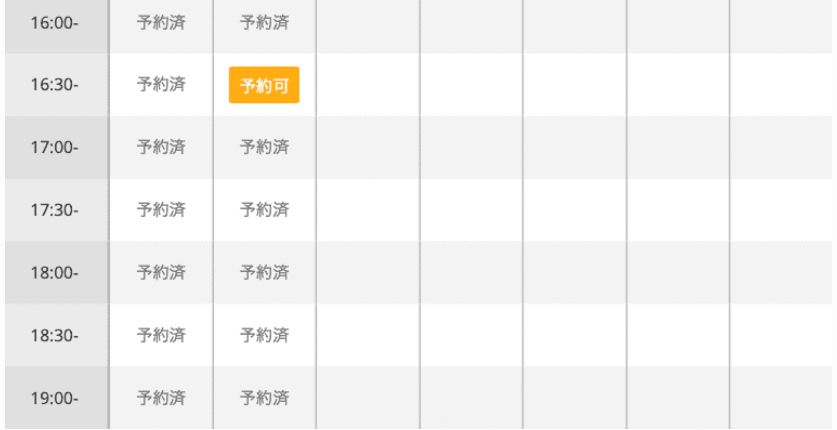 16:00- 予約済 予約済
16:30- 予約済 予約可
17:00- 予約済 予約済
17:30- 予約済 予約済
18:00- 予約済 予約済
18:30- 予約済 予約済
19:00- 予約済 予約済